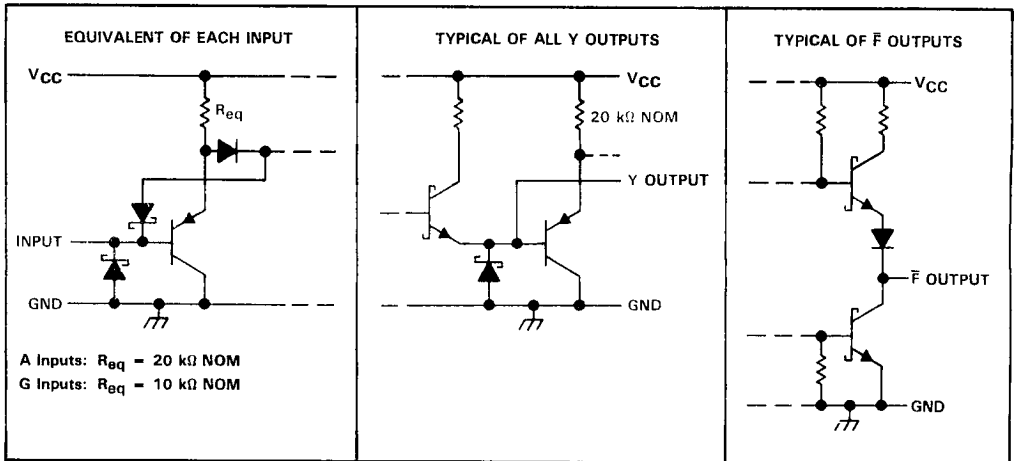 EQUIVALENT OF EACH INPUT
VCC
Req
INPUT
GND
A Inputs: Req = 20 kΩ NOM
G Inputs: Req = 10 kΩ NOM
TYPICAL OF ALL Y OUTPUTS
VCC
20 kΩ NOM
Y OUTPUT
GND
TYPICAL OF F̅ OUTPUTS
VCC
F̅ OUTPUT
GND